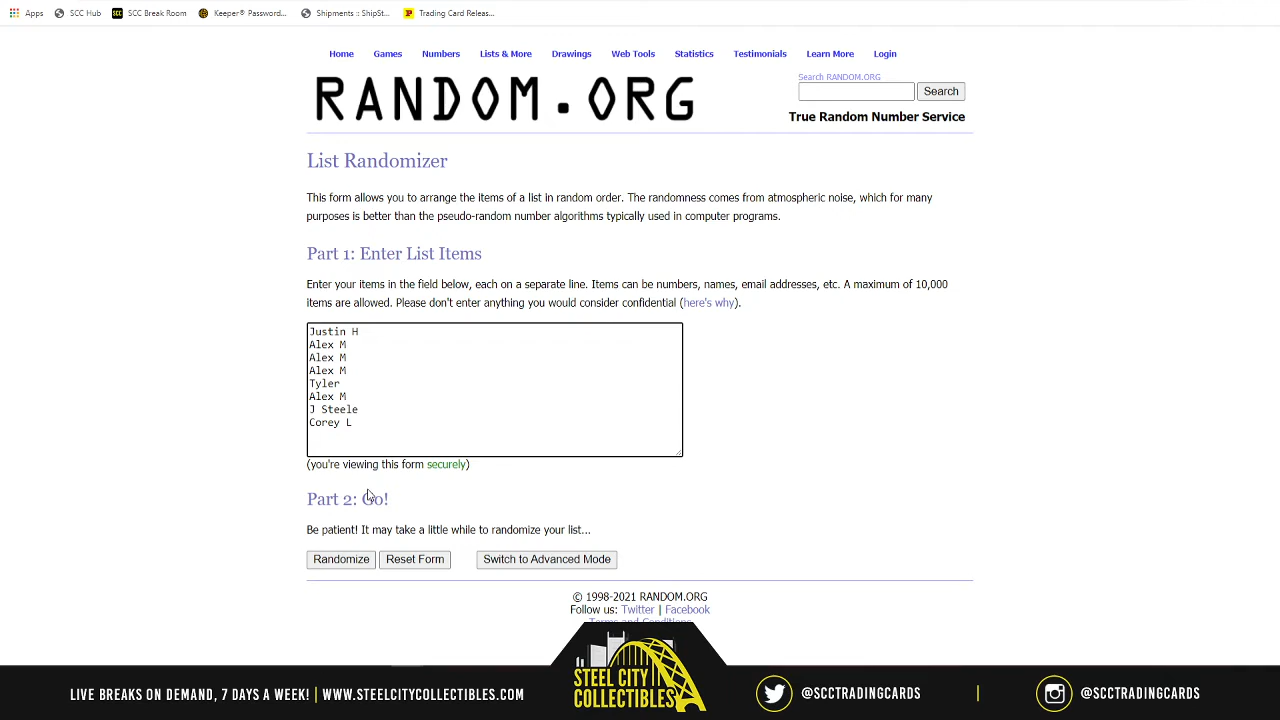 Apps SCC Hub SCC Break Room Keeper® Password... Shipments :: ShipSt... Trading Card Releas...
Home Games Numbers Lists & More Drawings Web Tools Statistics Testimonials Learn More Login
Search RANDOM.ORG
RANDOM.ORG
Search
True Random Number Service
List Randomizer
This form allows you to arrange the items of a list in random order. The randomness comes from atmospheric noise, which for many
purposes is better than the pseudo-random number algorithms typically used in computer programs.
Part 1: Enter List Items
Enter your items in the field below, each on a separate line. Items can be numbers, names, email addresses, etc. A maximum of 10,000
items are allowed. Please don't enter anything you would consider confidential (here's why).
Justin H
Alex M
Alex M
Alex M
Tyler
Alex M
J Steele
Corey L
(you're viewing this form securely)
Part 2: Go!
Be patient! It may take a little while to randomize your list...
Randomize Reset Form Switch to Advanced Mode
© 1998-2021 RANDOM.ORG
Follow us: Twitter | Facebook
Terms and Conditions
STEEL CITY
COLLECTIBLES
LIVE BREAKS ON DEMAND, 7 DAYS A WEEK! | WWW.STEELCITYCOLLECTIBLES.COM
@SCCTRADINGCARDS | @SCCTRADINGCARDS